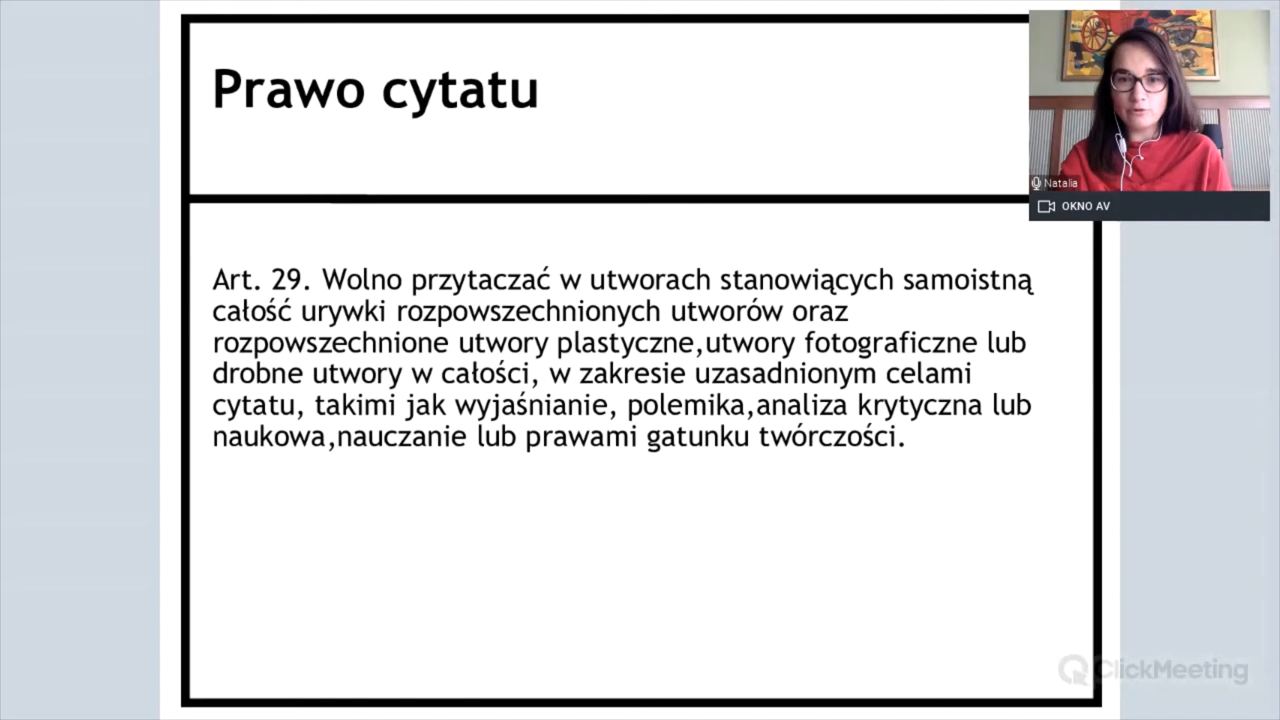 Prawo cytatu
Natalia
OKNO AV
Art. 29. Wolno przytaczać w utworach stanowiących samoistną
całość urywki rozpowszechnionych utworów oraz
rozpowszechnione utwory plastyczne,utwory fotograficzne lub
drobne utwory w całości, w zakresie uzasadnionym celami
cytatu, takimi jak wyjaśnianie, polemika,analiza krytyczna lub
naukowa,nauczanie lub prawami gatunku twórczości.
ClickMeeting